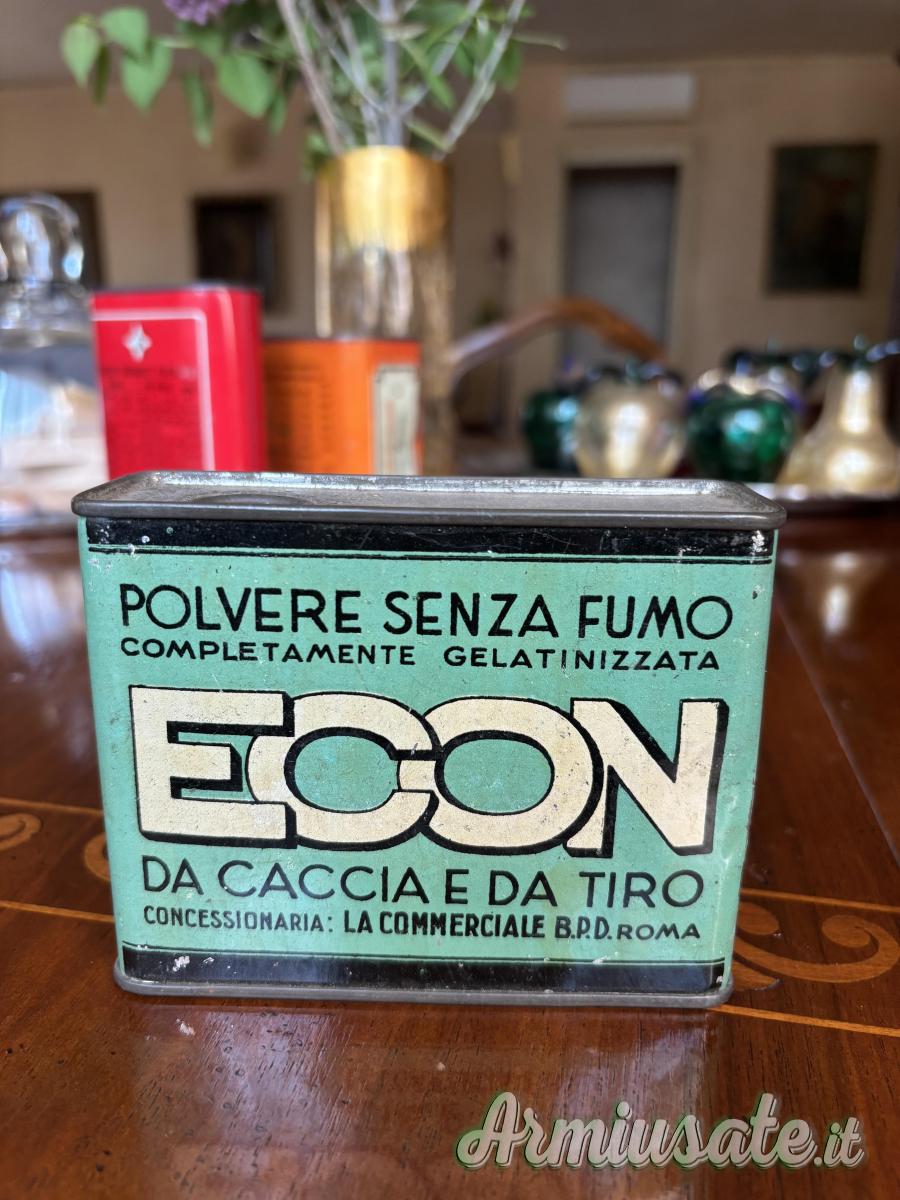 POLVERE SENZA FUMO
COMPLETAMENTE GELATINIZZATA
ECON
DA CACCIA E DA TIRO
CONCESSIONARIA: LA COMMERCIALE B.P.D. ROMA
Armiusate.it